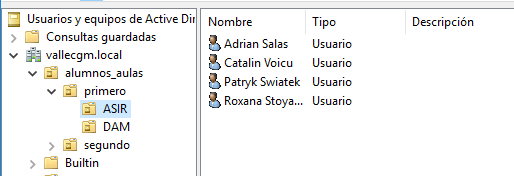 Usuarios y equipos de Active Dir
Consultas guardadas
vallecgm.local
alumnos_aulas
primero
ASIR
DAM
segundo
Builtin
Nombre Tipo Descripción
Adrian Salas Usuario
Catalin Voicu Usuario
Patryk Swiatek Usuario
Roxana Stoya... Usuario